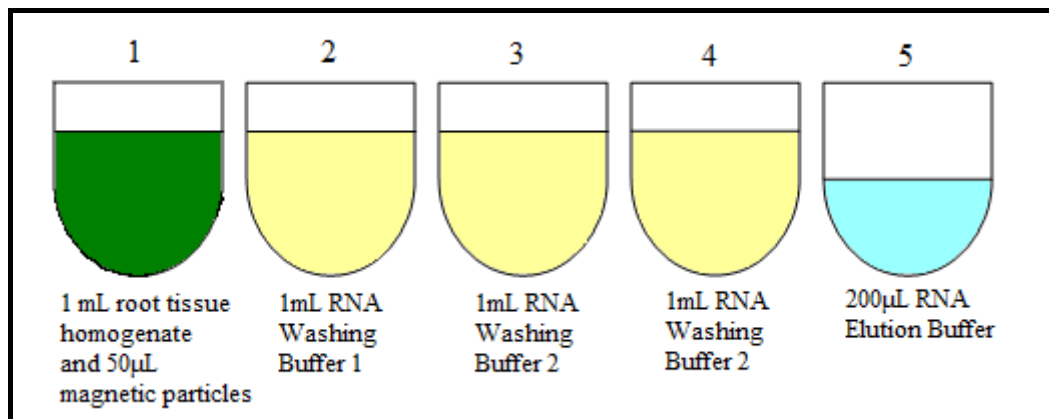 1 2 3 4 5
1 mL root tissue
homogenate
and 50µL
magnetic particles
1mL RNA
Washing
Buffer 1
1mL RNA
Washing
Buffer 2
1mL RNA
Washing
Buffer 2
200µL RNA
Elution Buffer